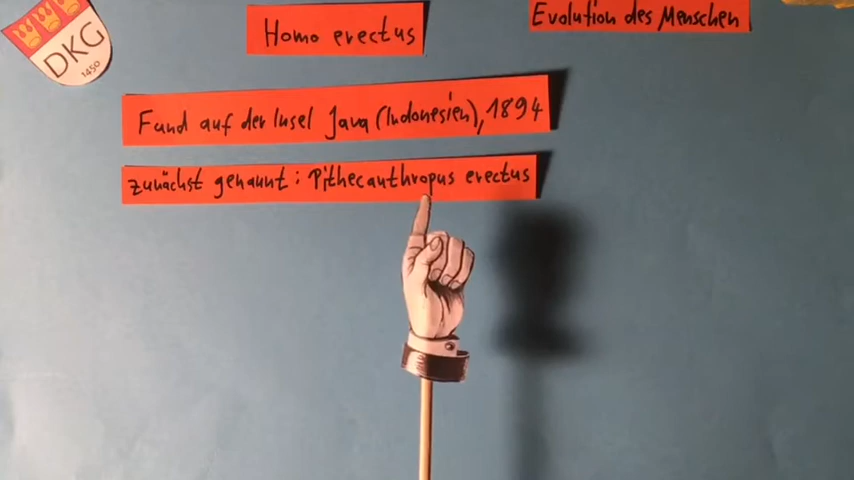 DKG
1450
Homo erectus
Evolution des Menschen
Fund auf der Insel Java (Indonesien), 1894
zunächst genannt: Pithecanthropus erectus